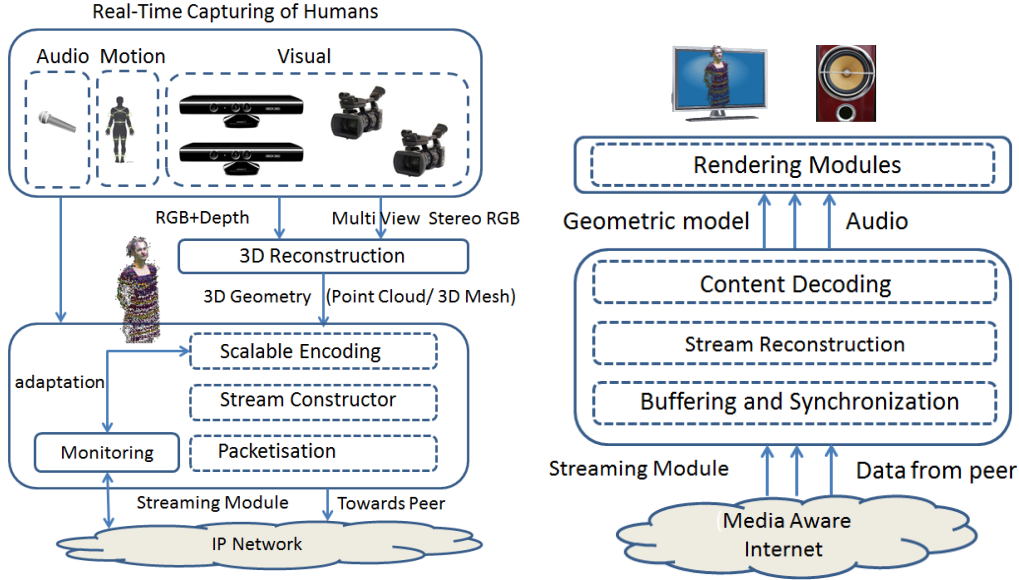 Real-Time Capturing of Humans
Audio
Motion
Visual
RGB+Depth
Multi View Stereo RGB
3D Reconstruction
3D Geometry
(Point Cloud/ 3D Mesh)
Scalable Encoding
adaptation
Stream Constructor
Monitoring
Packetisation
Streaming Module
Towards Peer
IP Network
Rendering Modules
Geometric model
Audio
Content Decoding
Stream Reconstruction
Buffering and Synchronization
Streaming Module
Data from peer
Media Aware
Internet